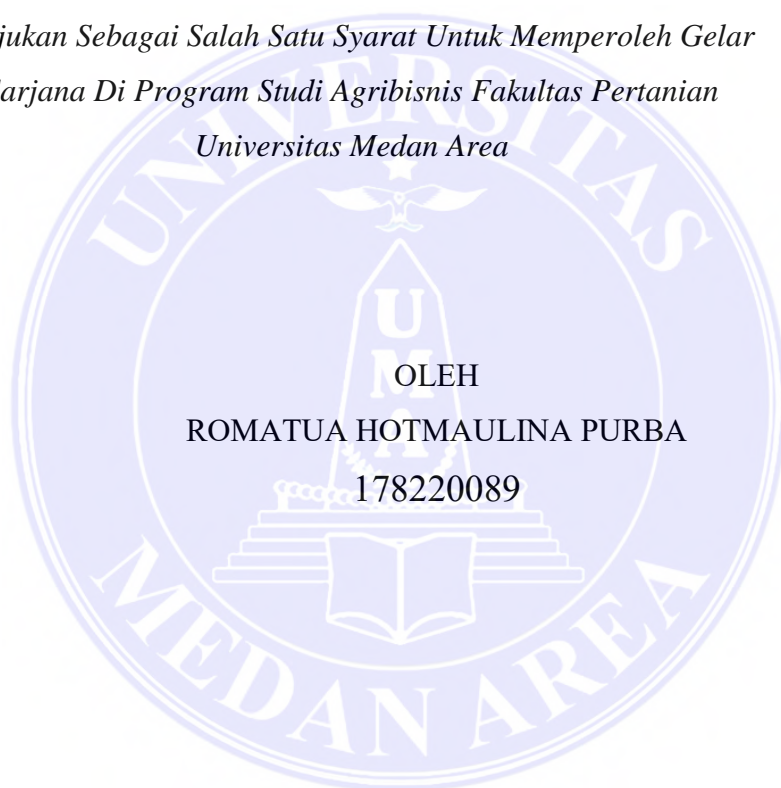 jukan Sebagai Salah Satu Syarat Untuk Memperoleh Gelar
arjana Di Program Studi Agribisnis Fakultas Pertanian
Universitas Medan Area
UNIVERSITAS
UMA
OLEH
ROMATUA HOTMAULINA PURBA
178220089
MEDAN AREA